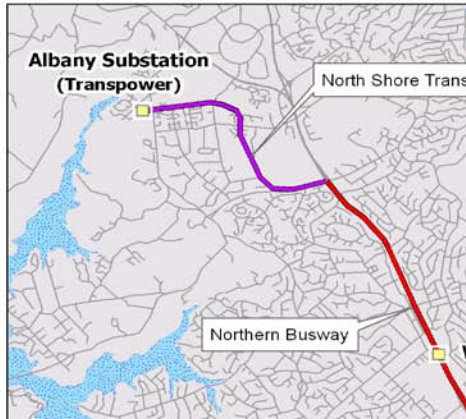 Albany Substation
(Transpower)
North Shore Trans
Northern Busway